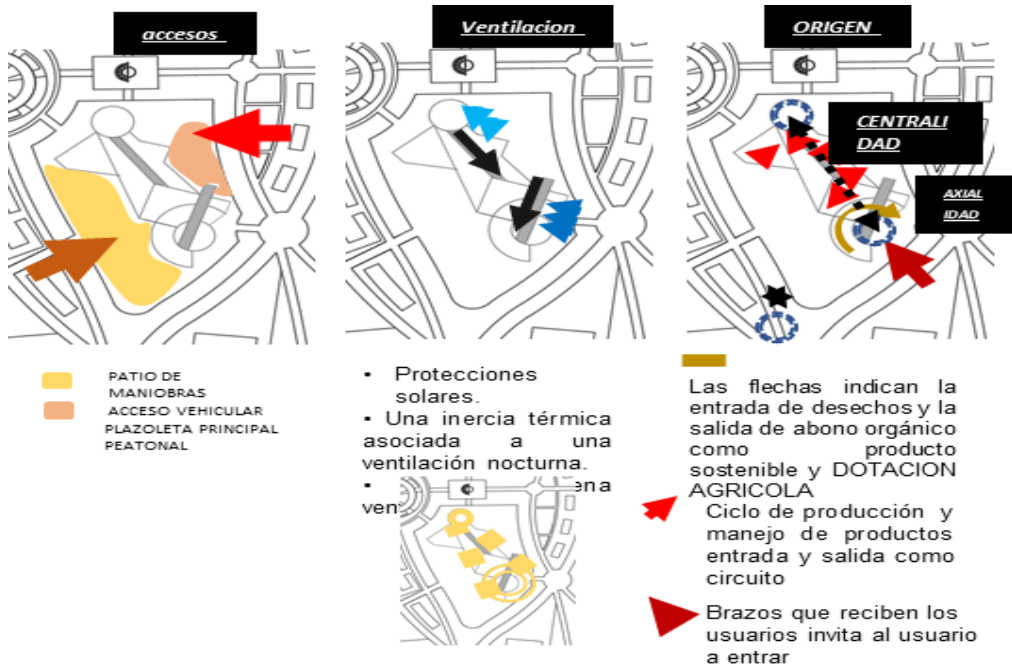 accesos
Ventilacion
ORIGEN
CENTRALI
DAD
AXIAL
IDAD
PATIO DE
MANIOBRAS
ACCESO VEHICULAR
PLAZOLETA PRINCIPAL
PEATONAL
• Protecciones
solares.
• Una inercia térmica
asociada a una
ventilación nocturna.
•
Las flechas indican la
entrada de desechos y la
salida de abono orgánico
como producto
sostenible y DOTACION
AGRICOLA
Ciclo de producción y
manejo de productos
entrada y salida como
circuito
Brazos que reciben los
usuarios invita al usuario
a entrar